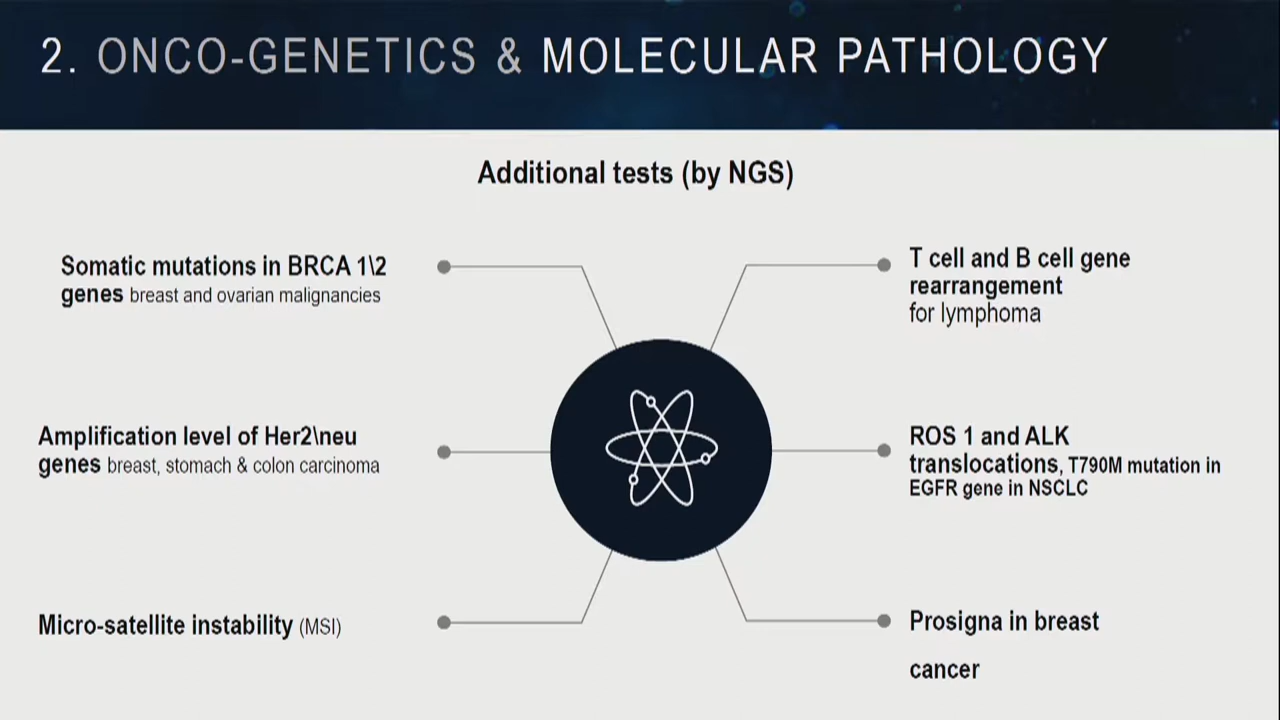 2. ONCO-GENETICS & MOLECULAR PATHOLOGY
Additional tests (by NGS)
Somatic mutations in BRCA 1\2
genes breast and ovarian malignancies
Amplification level of Her2\neu
genes breast, stomach & colon carcinoma
Micro-satellite instability (MSI)
T cell and B cell gene
rearrangement
for lymphoma
ROS 1 and ALK
translocations, T790M mutation in
EGFR gene in NSCLC
Prosigna in breast
cancer